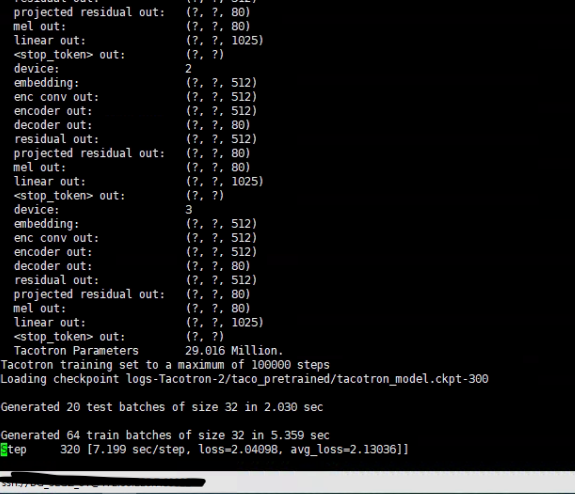 projected residual out: (?, ?, 80)
mel out: (?, ?, 80)
linear out: (?, ?, 1025)
<stop_token> out: (?, ?)
device: 2
embedding: (?, ?, 512)
enc conv out: (?, ?, 512)
encoder out: (?, ?, 512)
decoder out: (?, ?, 80)
residual out: (?, ?, 512)
projected residual out: (?, ?, 80)
mel out: (?, ?, 80)
linear out: (?, ?, 1025)
<stop_token> out: (?, ?)
device: 3
embedding: (?, ?, 512)
enc conv out: (?, ?, 512)
encoder out: (?, ?, 512)
decoder out: (?, ?, 80)
residual out: (?, ?, 512)
projected residual out: (?, ?, 80)
mel out: (?, ?, 80)
linear out: (?, ?, 1025)
<stop_token> out: (?, ?)
Tacotron Parameters 29.016 Million.
Tacotron training set to a maximum of 100000 steps
Loading checkpoint logs-Tacotron-2/taco_pretrained/tacotron_model.ckpt-300
Generated 20 test batches of size 32 in 2.030 sec
Generated 64 train batches of size 32 in 5.359 sec
Step 320 [7.199 sec/step, loss=2.04098, avg_loss=2.13036]]